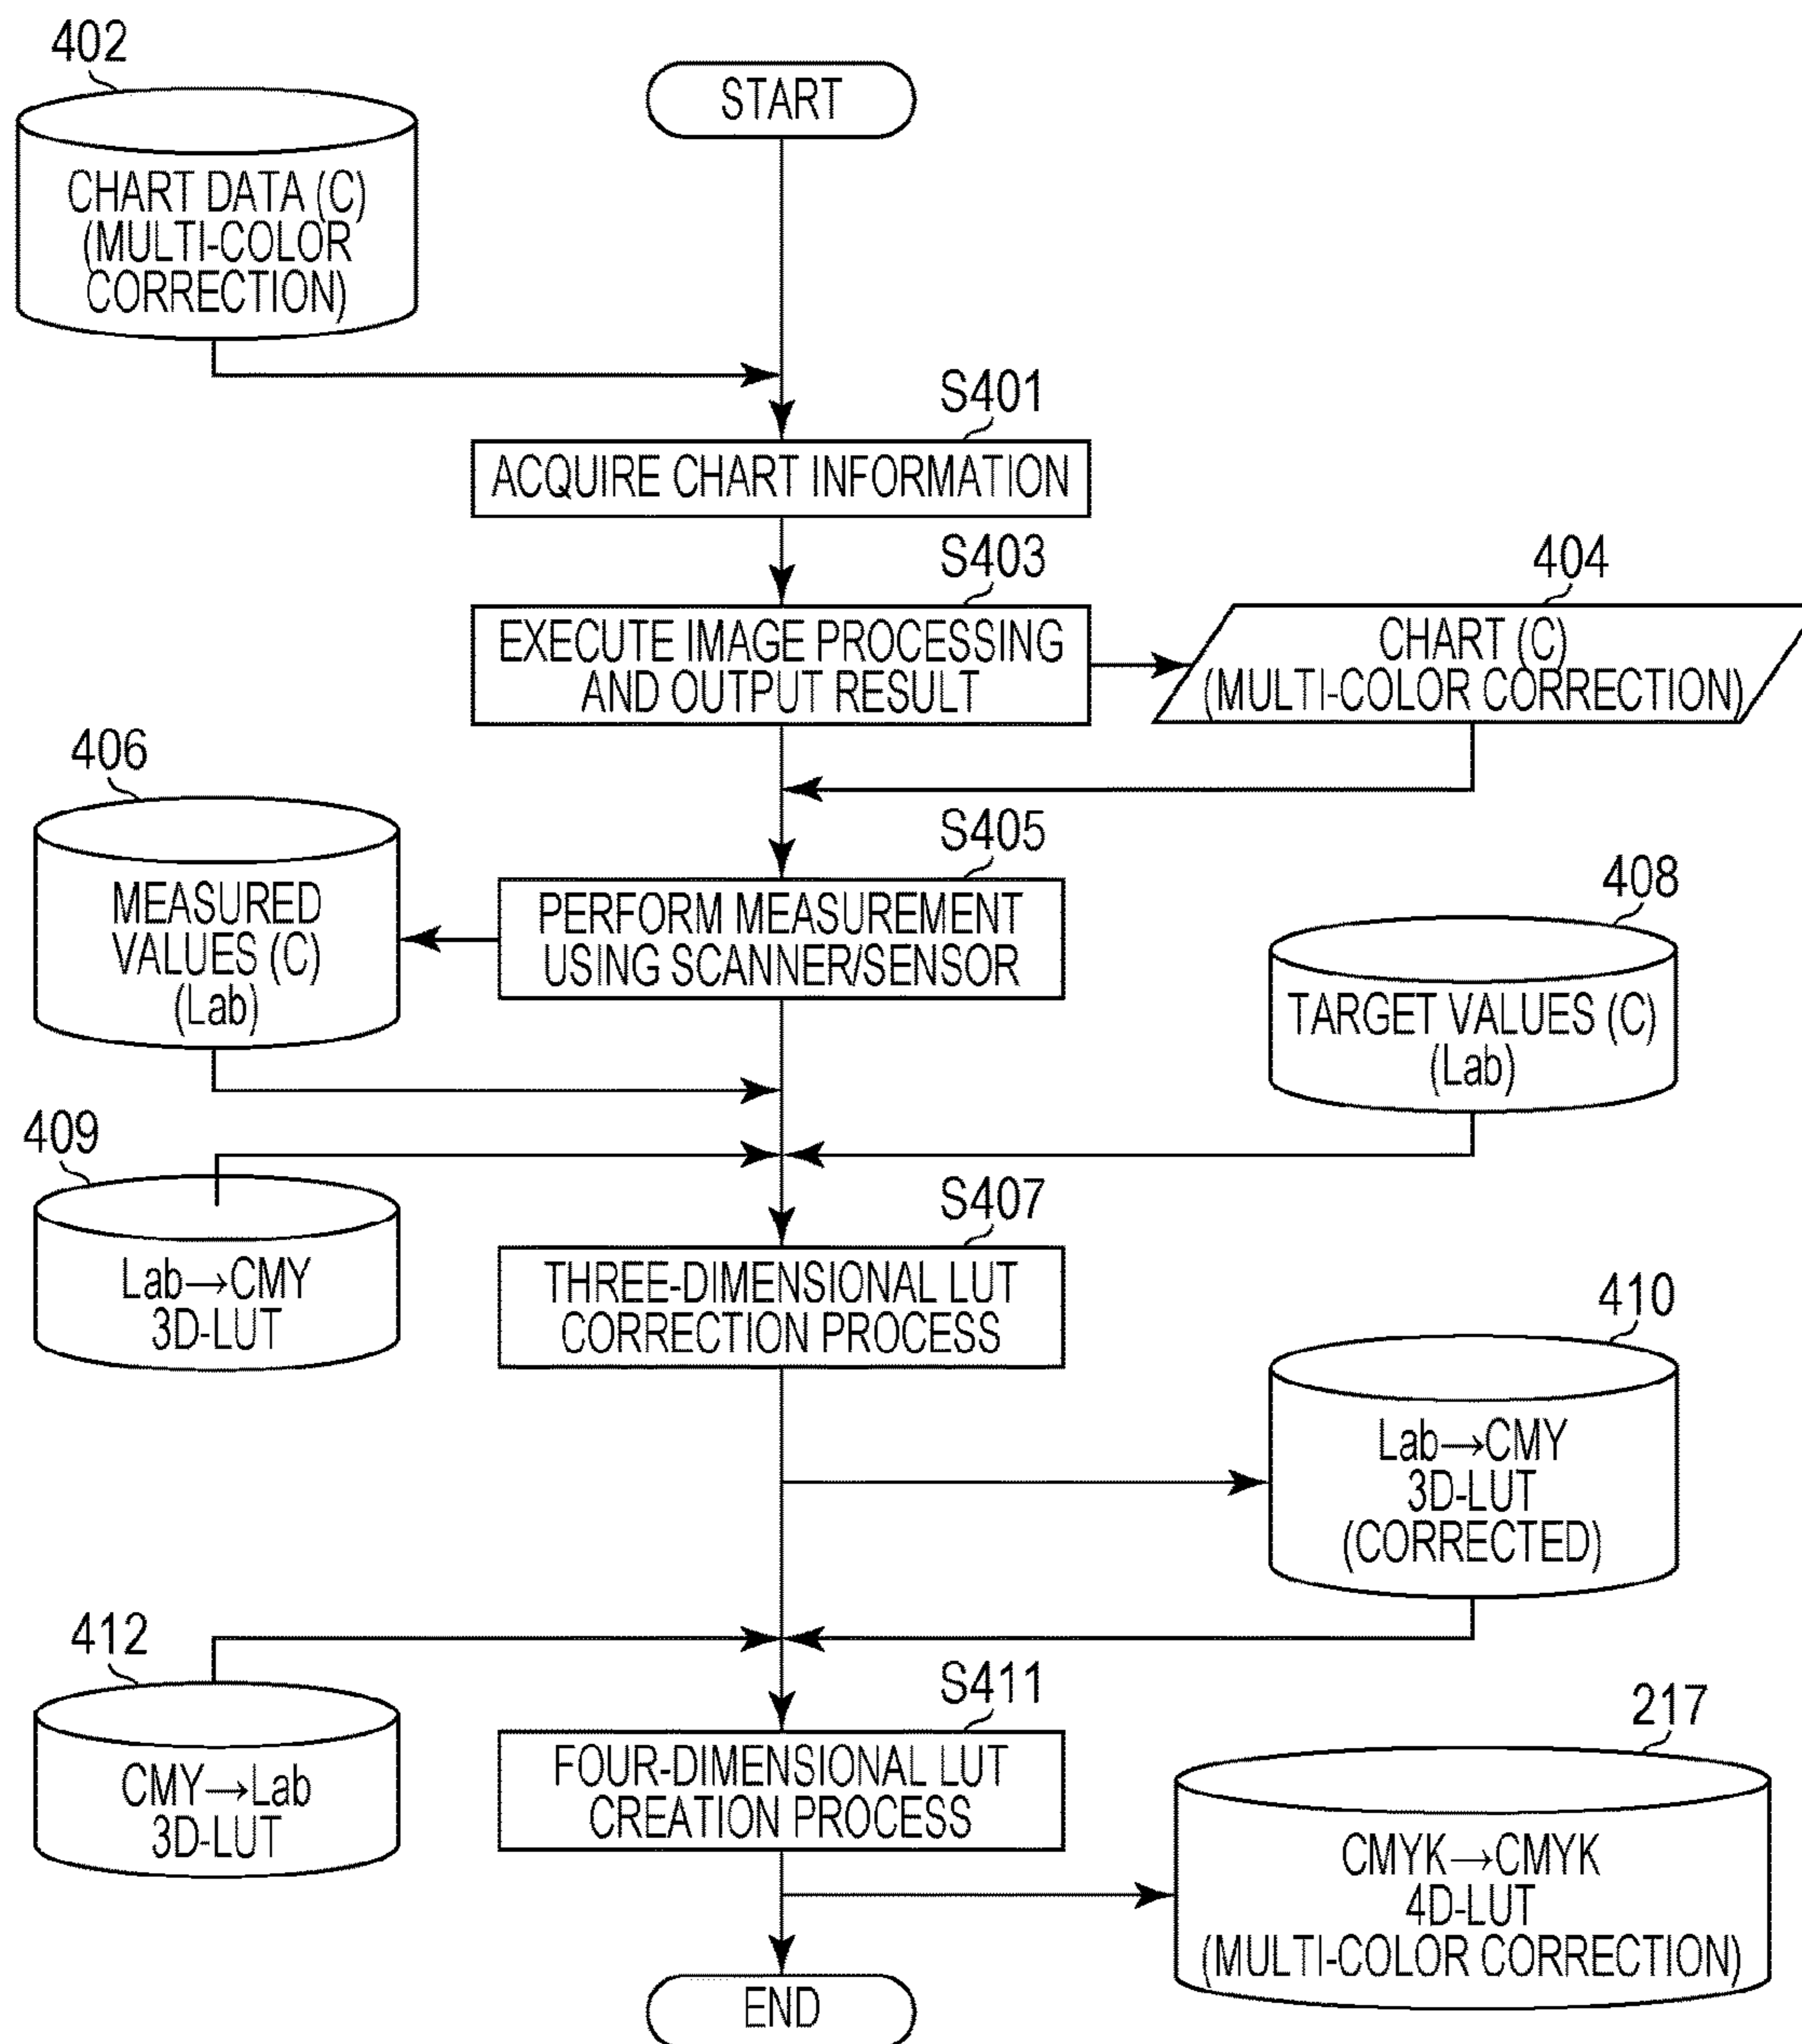 402
START
CHART DATA (C)
(MULTI-COLOR
CORRECTION)
S401
ACQUIRE CHART INFORMATION
S403
EXECUTE IMAGE PROCESSING
AND OUTPUT RESULT
404
CHART (C)
(MULTI-COLOR CORRECTION)
406
MEASURED
VALUES (C)
(Lab)
S405
PERFORM MEASUREMENT
USING SCANNER/SENSOR
408
TARGET VALUES (C)
(Lab)
409
Lab→CMY
3D-LUT
S407
THREE-DIMENSIONAL LUT
CORRECTION PROCESS
410
Lab→CMY
3D-LUT
(CORRECTED)
412
CMY→Lab
3D-LUT
S411
FOUR-DIMENSIONAL LUT
CREATION PROCESS
217
CMYK→CMYK
4D-LUT
(MULTI-COLOR CORRECTION)
END